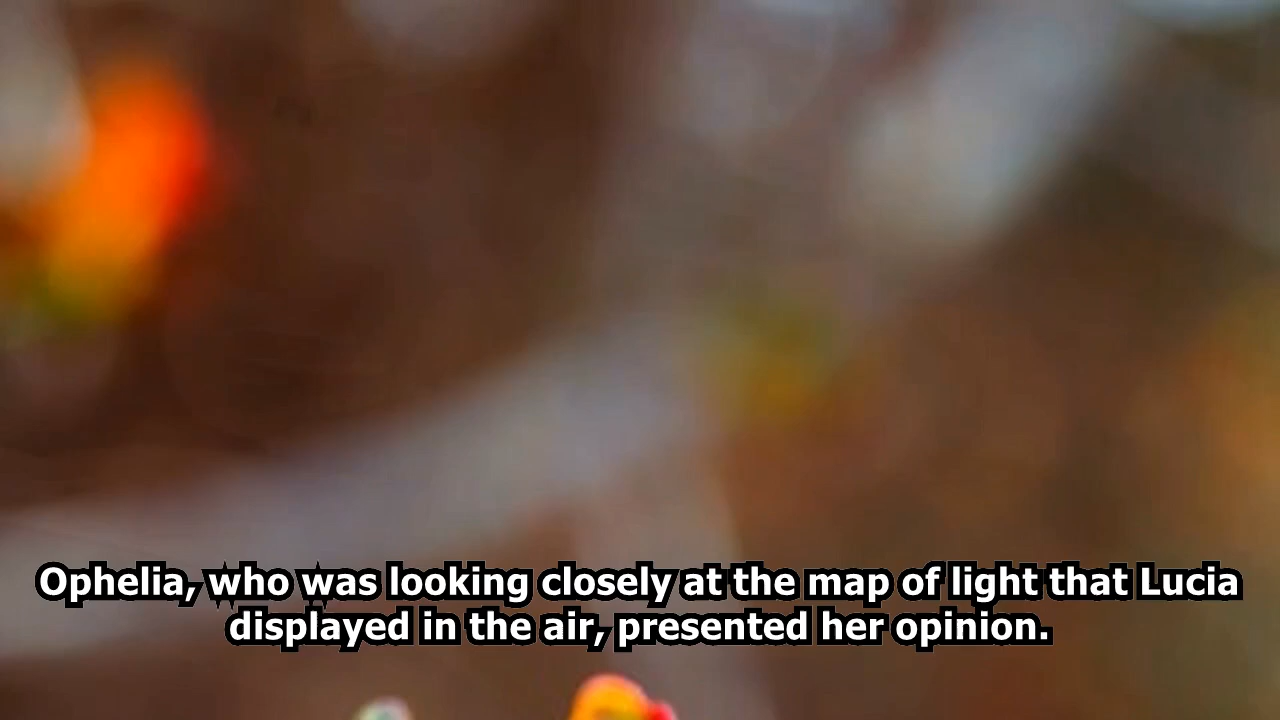 Ophelia, who was looking closely at the map of light that Lucia
displayed in the air, presented her opinion.